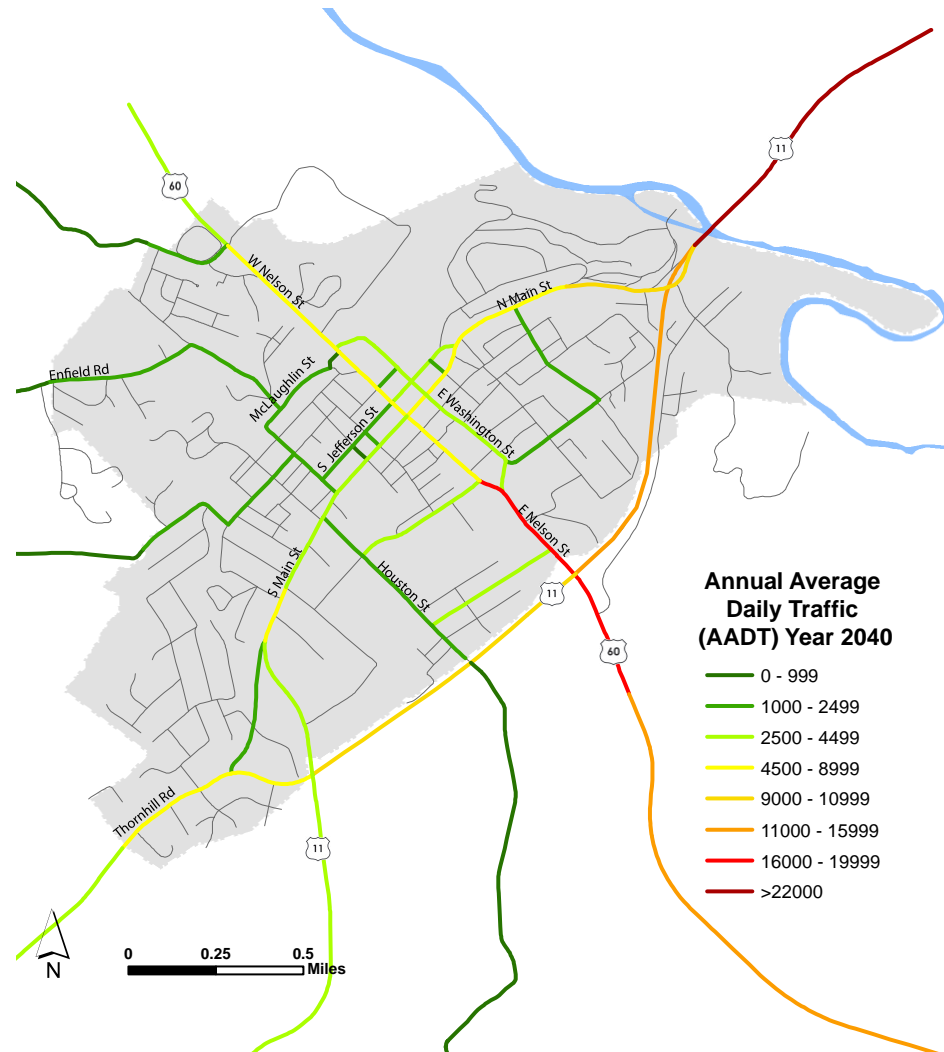 11
60
W Nelson St
N Main St
Enfield Rd
McLaughlin St
S Jefferson St
E Washington St
E Nelson St
S Main St
Houston St
11
60
Thornhill Rd
11
Annual Average
Daily Traffic
(AADT) Year 2040
0 - 999
1000 - 2499
2500 - 4499
4500 - 8999
9000 - 10999
11000 - 15999
16000 - 19999
>22000
N
0 0.25 0.5
Miles